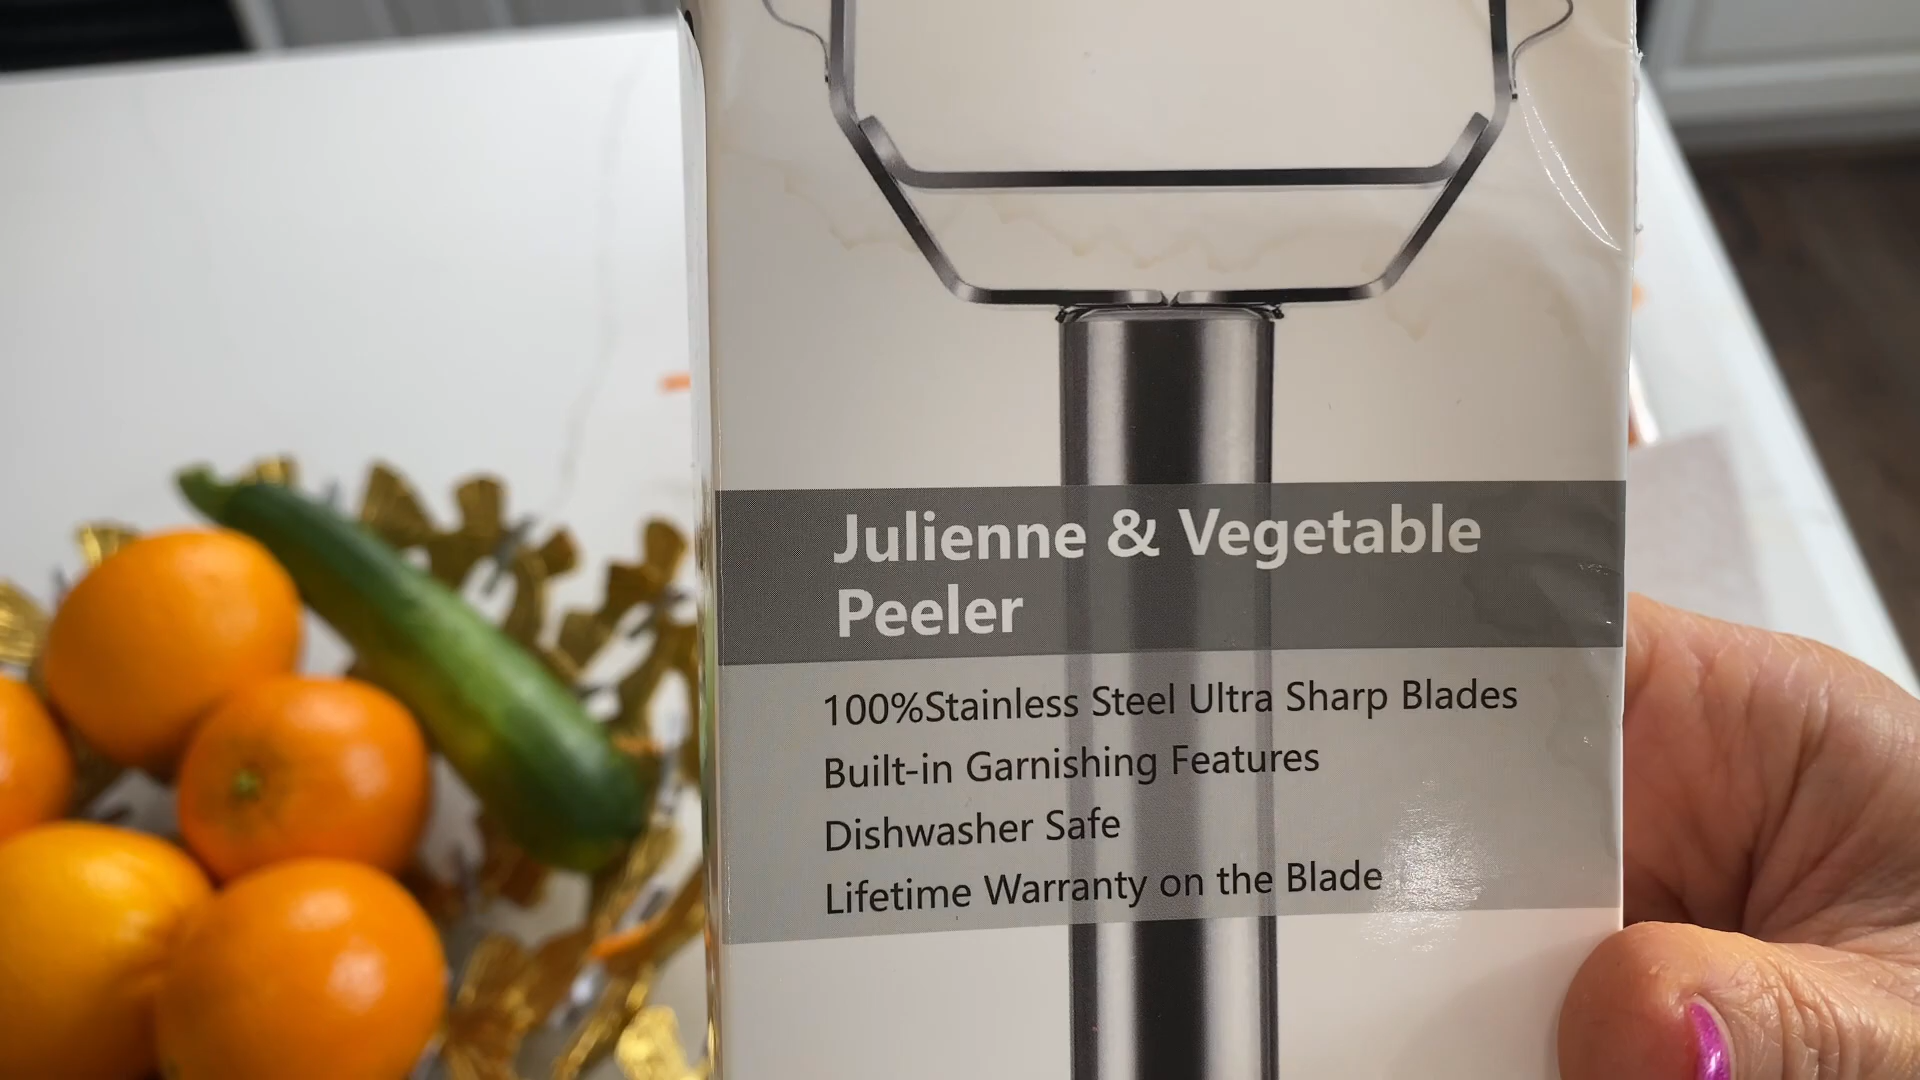 Julienne & Vegetable
Peeler
100%Stainless Steel Ultra Sharp Blades
Built-in Garnishing Features
Dishwasher Safe
Lifetime Warranty on the Blade